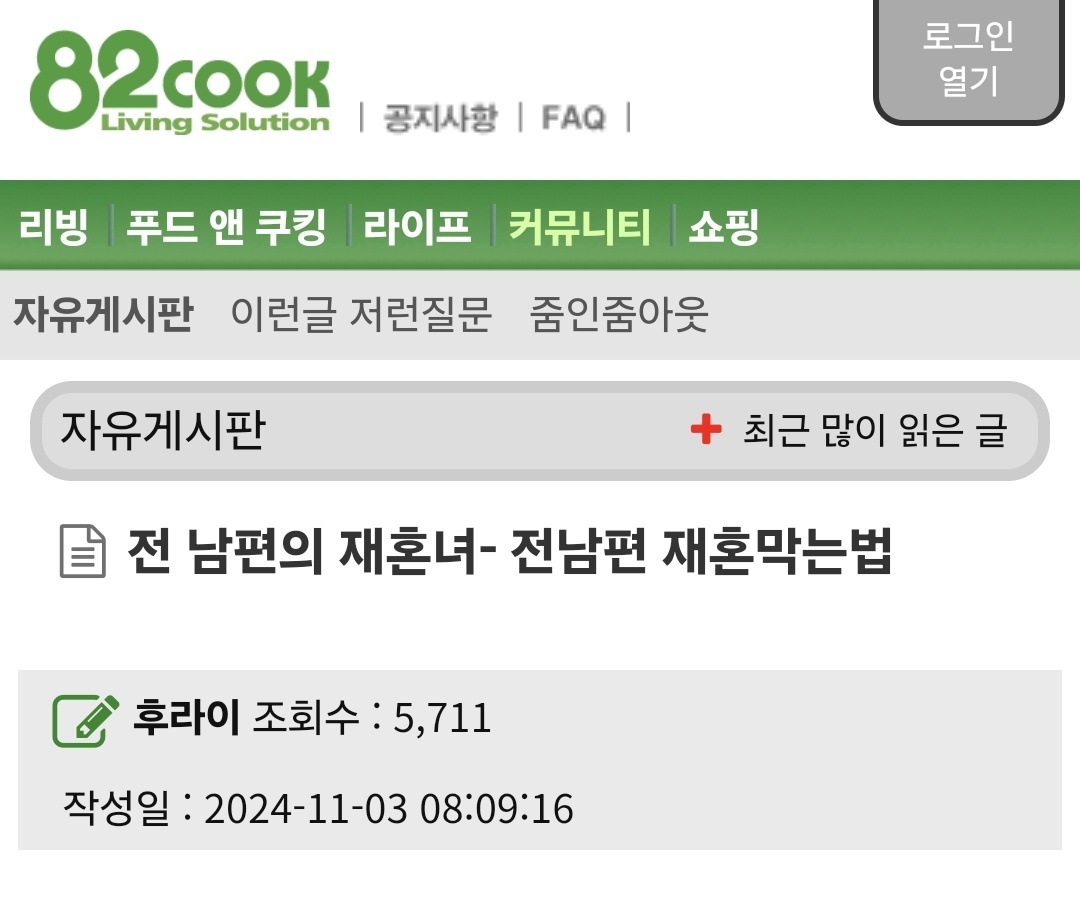 82cook
Living Solution
| 공지사항 | FAQ |
로그인
열기
리빙 푸드 앤 쿠킹 라이프 커뮤니티 쇼핑
자유게시판 이런글 저런질문 줌인줌아웃
자유게시판 최근 많이 읽은 글
전 남편의 재혼녀- 전남편 재혼막는법
후라이 조회수 : 5,711
작성일 : 2024-11-03 08:09:16